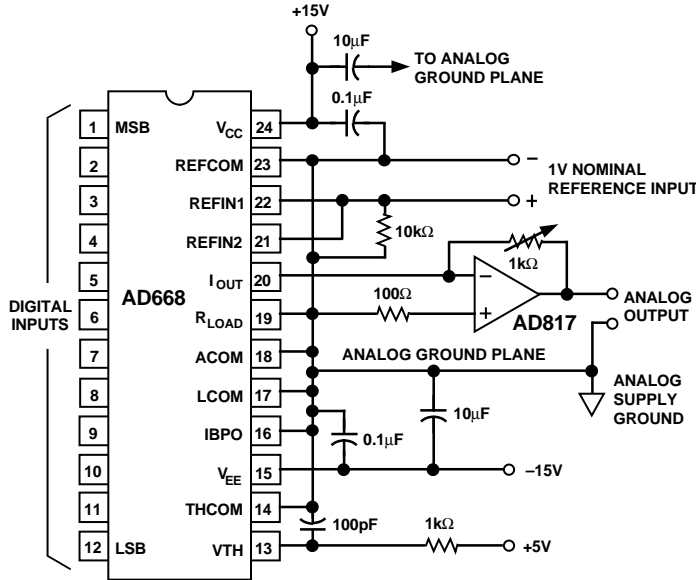 +15V
10µF
TO ANALOG
GROUND PLANE
0.1µF
1 MSB
VCC 24
2
REFCOM 23
–
1V NOMINAL
REFERENCE INPUT
3
REFIN1 22
+
4
REFIN2 21
10kΩ
1kΩ
5
IOUT 20
–
DIGITAL
INPUTS
AD668
6
RLOAD 19
100Ω
+
AD817
ANALOG
OUTPUT
7
ACOM 18
ANALOG GROUND PLANE
8
LCOM 17
ANALOG
SUPPLY
GROUND
9
IBPO 16
0.1µF
10µF
10
VEE 15
–15V
11
THCOM 14
100pF
1kΩ
12 LSB
VTH 13
+5V